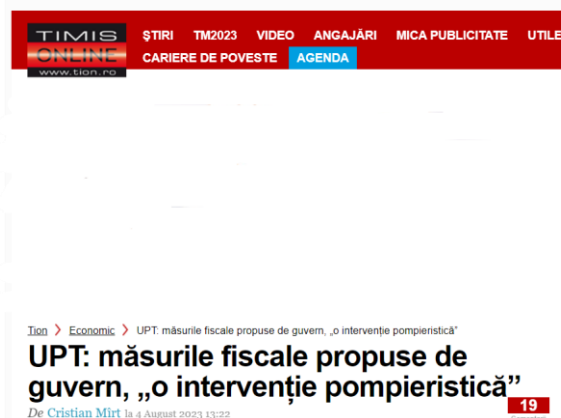 TIMIS
ONLINE
www.tion.ro
ȘTIRI TM2023 VIDEO ANGAJĂRI MICA PUBLICITATE UTILE
CARIERE DE POVESTE AGENDA
Tion > Economic > UPT: măsurile fiscale propuse de guvern, „o intervenție pompieristică”
UPT: măsurile fiscale propuse de
guvern, „o intervenție pompieristică”
De Cristian Mîrț la 4 August 2023 13:22
19